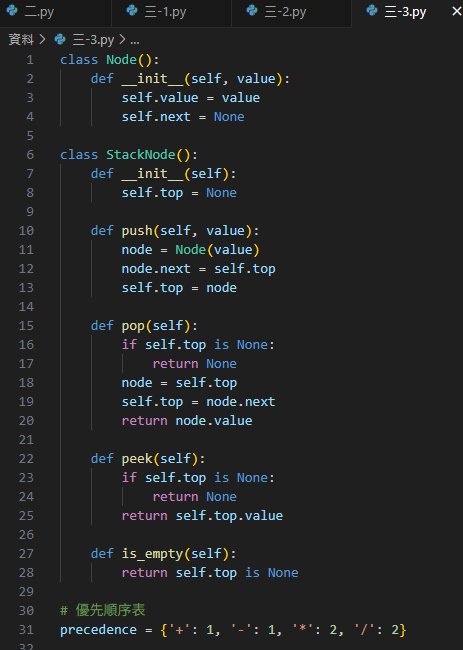 二.py 三-1.py 三-2.py 三-3.py
資料 > 三-3.py > ...
1 class Node():
2     def __init__(self, value):
3         self.value = value
4         self.next = None
5
6 class StackNode():
7     def __init__(self):
8         self.top = None
9
10     def push(self, value):
11         node = Node(value)
12         node.next = self.top
13         self.top = node
14
15     def pop(self):
16         if self.top is None:
17             return None
18         node = self.top
19         self.top = node.next
20         return node.value
21
22     def peek(self):
23         if self.top is None:
24             return None
25         return self.top.value
26
27     def is_empty(self):
28         return self.top is None
29
30 # 優先順序表
31 precedence = {'+': 1, '-': 1, '*': 2, '/': 2}